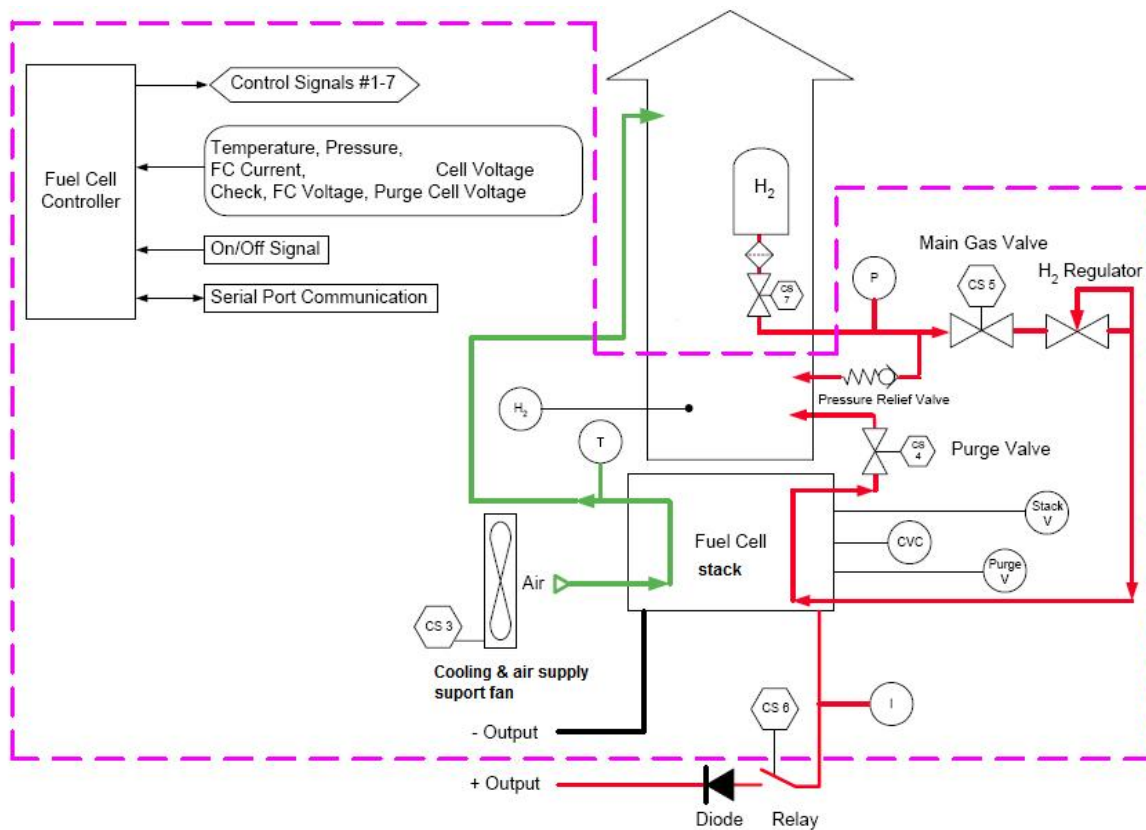 Control Signals #1-7
Fuel Cell
Controller
Temperature, Pressure,
FC Current, Cell Voltage
Check, FC Voltage, Purge Cell Voltage
On/Off Signal
Serial Port Communication
H2
CS
7
P
Main Gas Valve
CS 5
H2 Regulator
Pressure Relief Valve
H2
T
CS
4
Purge Valve
Fuel Cell
stack
Stack
V
CVC
Purge
V
Air
CS 3
Cooling & air supply
suport fan
- Output
CS 6
I
+ Output
Diode
Relay